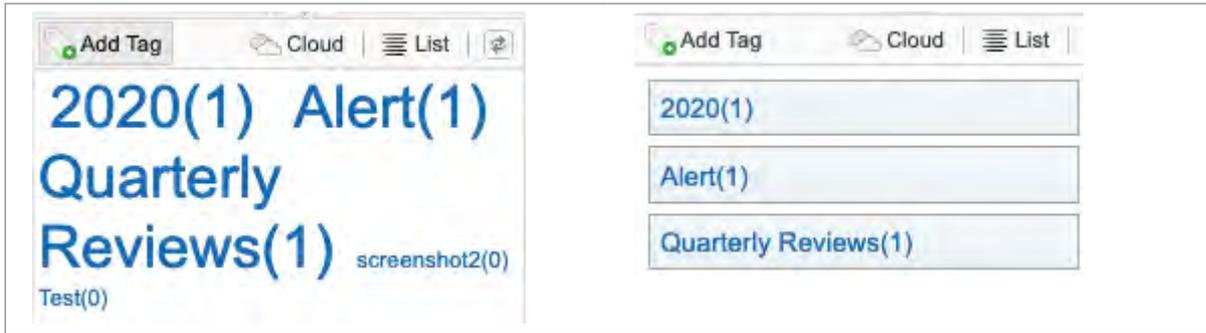 Add Tag Cloud List
2020(1) Alert(1)
Quarterly
Reviews(1) screenshot2(0)
Test(0)
Add Tag Cloud List
2020(1)
Alert(1)
Quarterly Reviews(1)